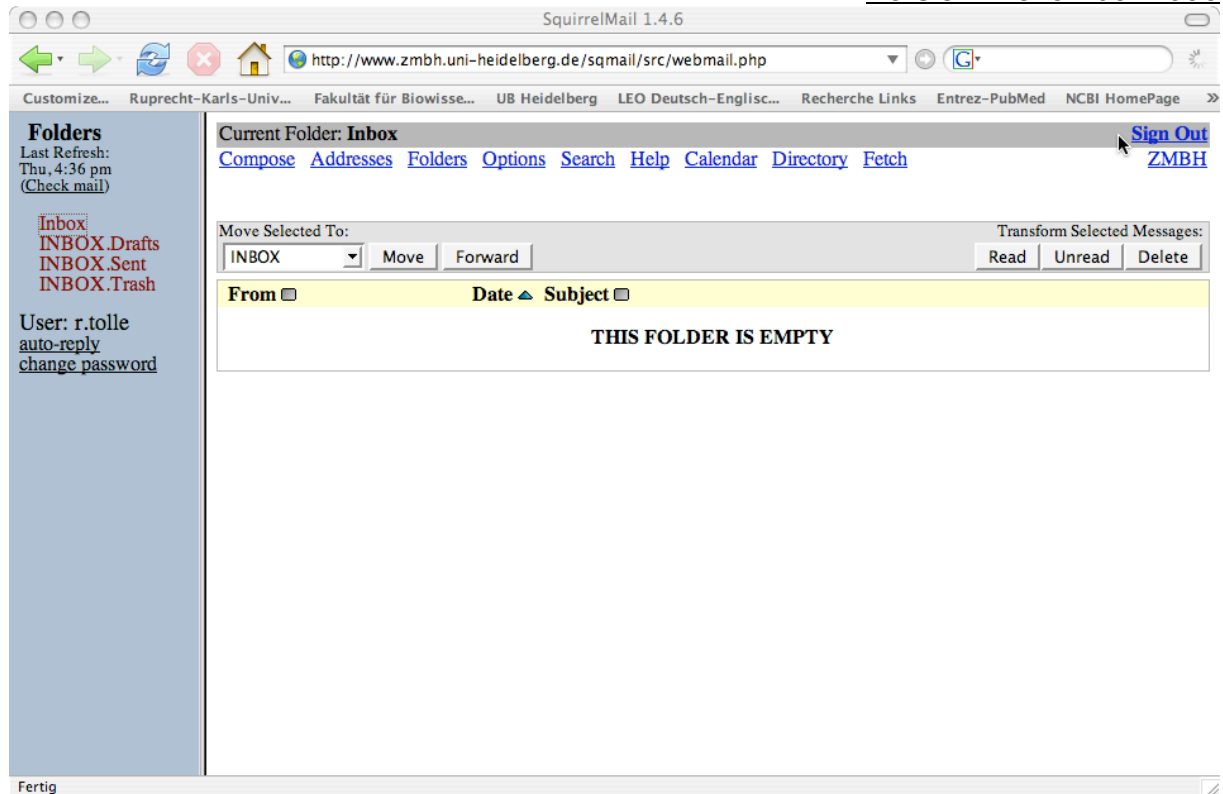 SquirrelMail 1.4.6
http://www.zmbh.uni-heidelberg.de/sqmail/src/webmail.php
G
Customize... Ruprecht-Karls-Univ... Fakultät für Biowisse... UB Heidelberg LEO Deutsch-Englisc... Recherche Links Entrez-PubMed NCBI HomePage »
Folders
Last Refresh:
Thu, 4:36 pm
(Check mail)
Inbox
INBOX.Drafts
INBOX.Sent
INBOX.Trash
User: r.tolle
auto-reply
change password
Current Folder: Inbox Sign Out
Compose Addresses Folders Options Search Help Calendar Directory Fetch ZMBH
Move Selected To: Transform Selected Messages:
INBOX Move Forward Read Unread Delete
From Date Subject
THIS FOLDER IS EMPTY
Fertig